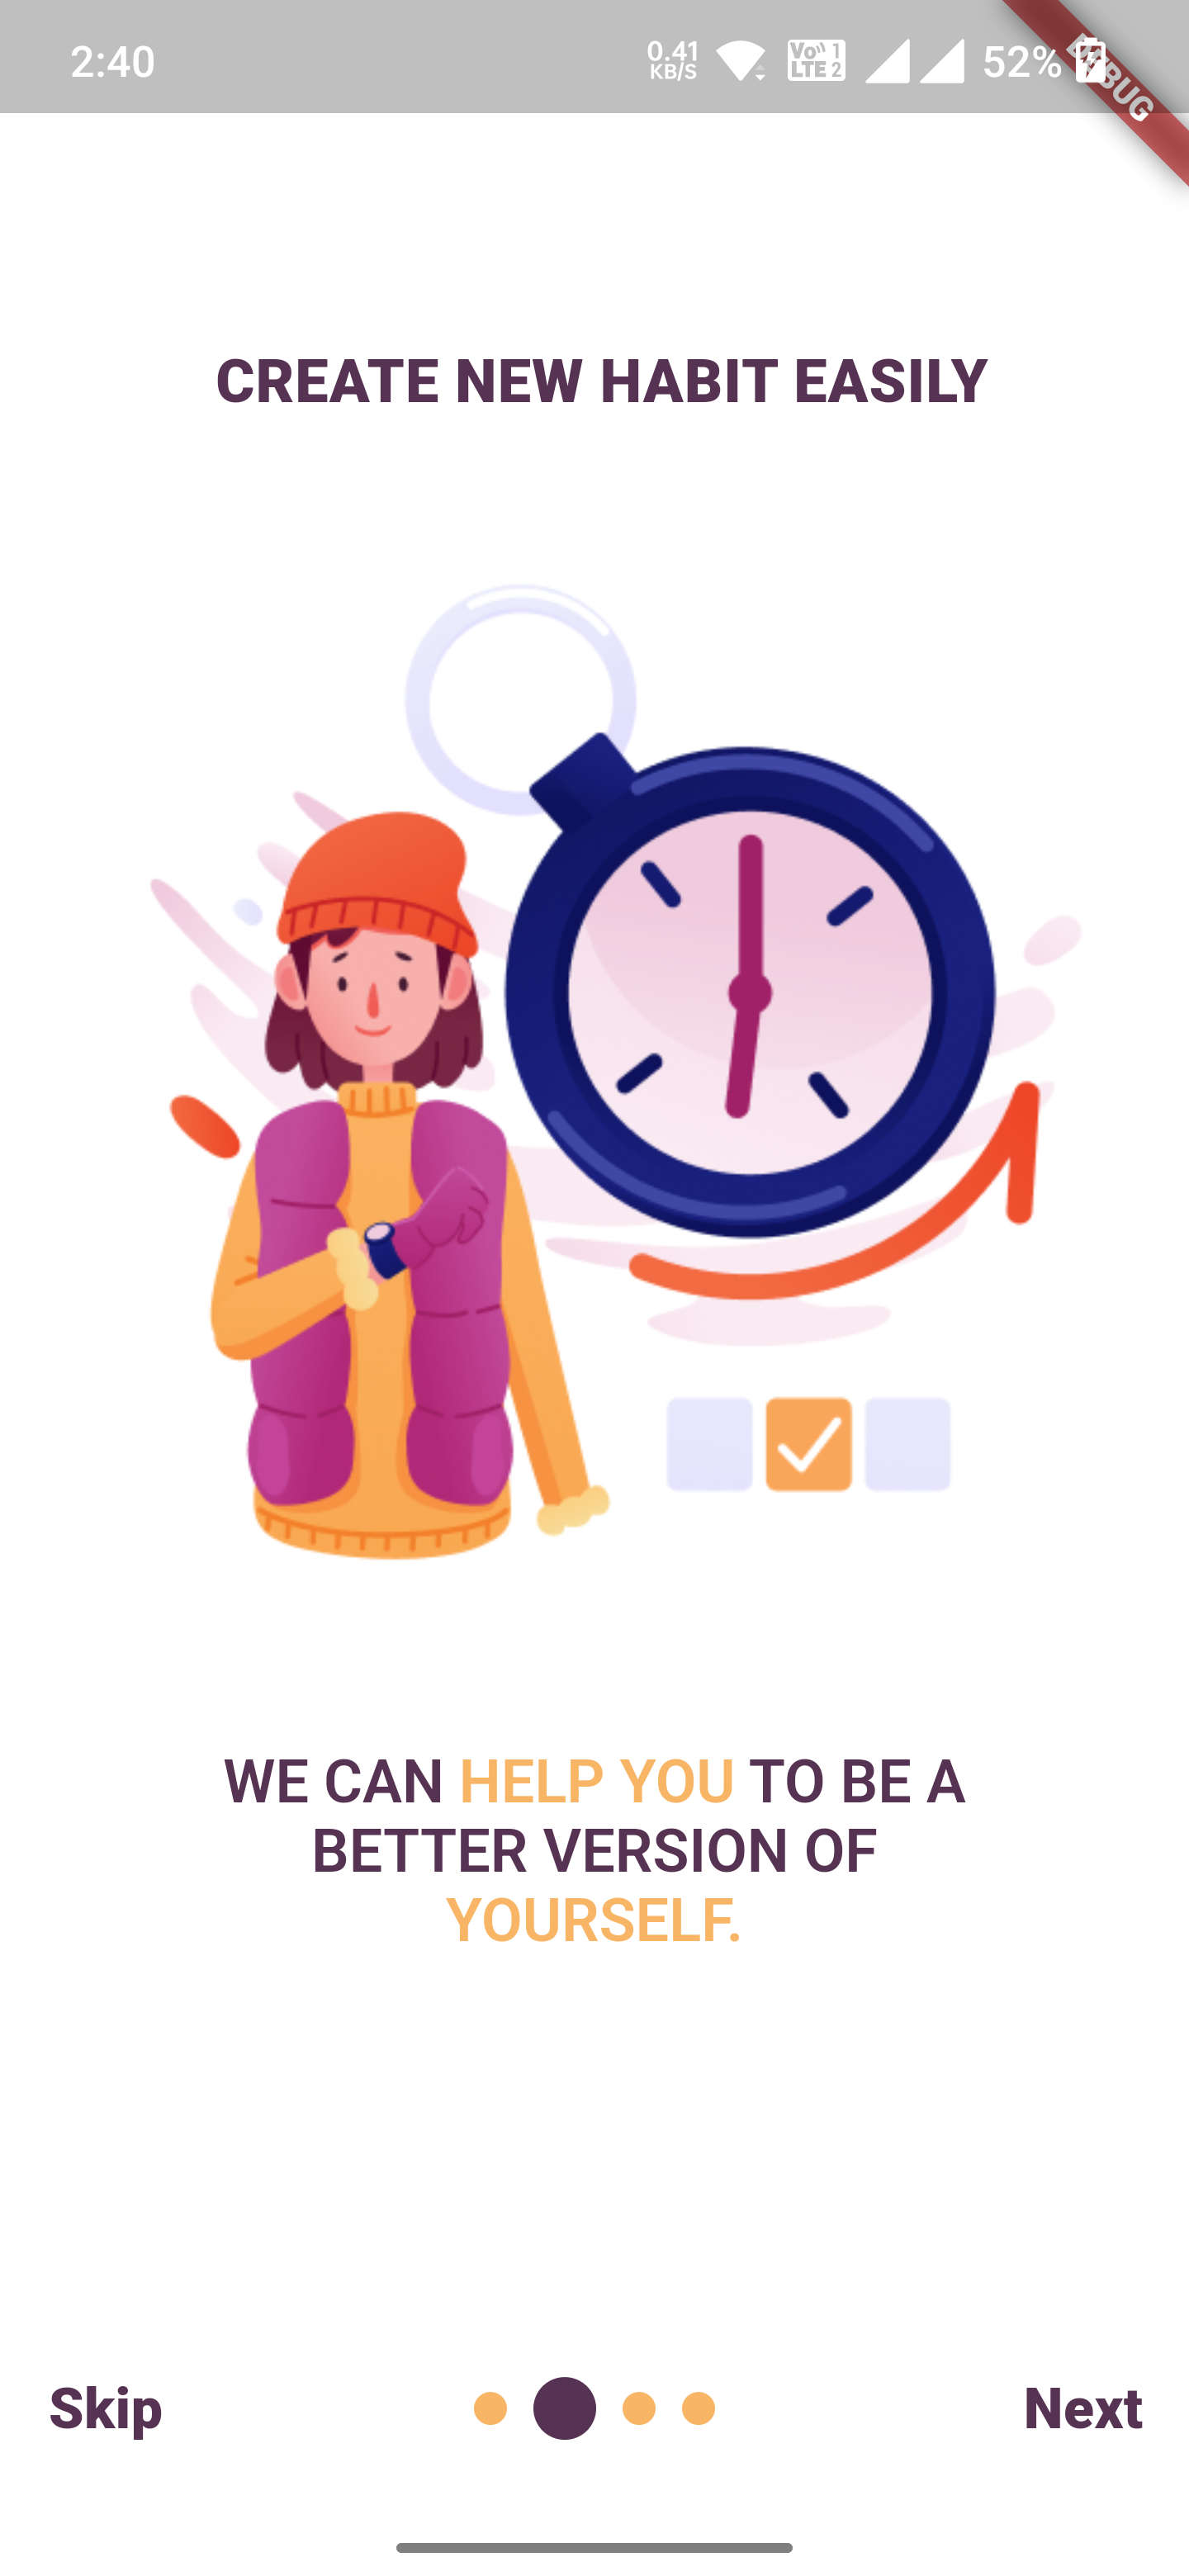 2:40
0.41
KB/S
Vo 1
LTE 2
52%
DEBUG
CREATE NEW HABIT EASILY
WE CAN HELP YOU TO BE A
BETTER VERSION OF
YOURSELF.
Skip
Next